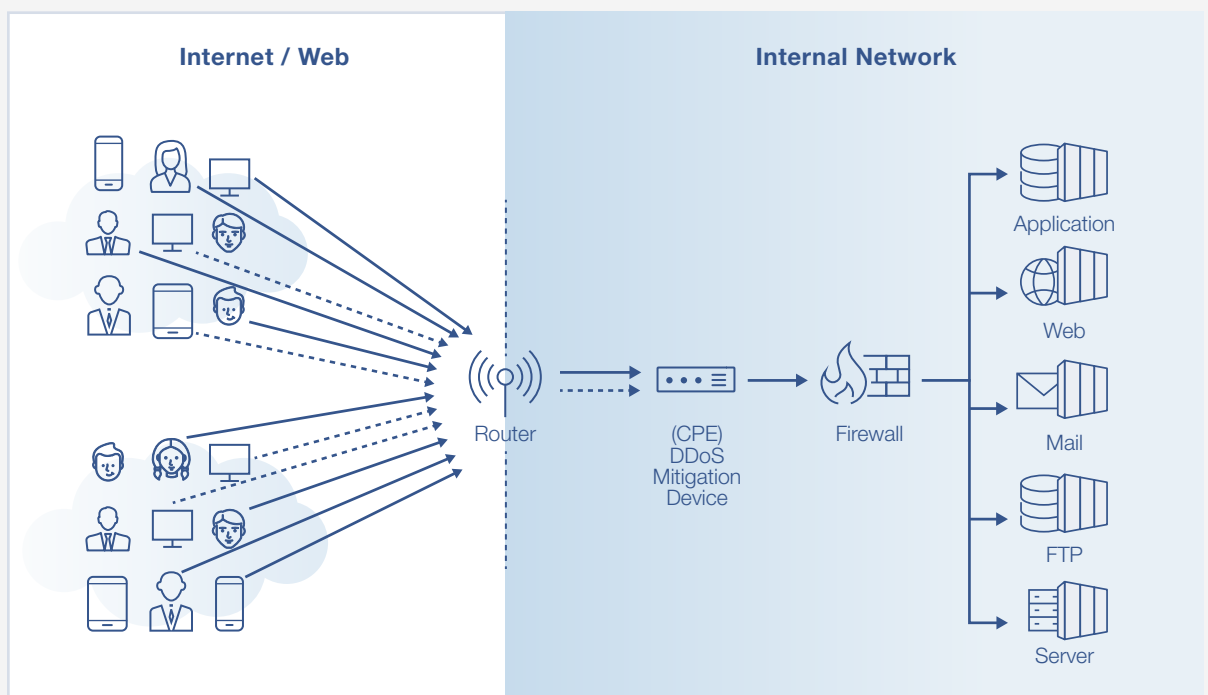 Internet / Web
Internal Network
Application
Web
Router
(CPE)
DDoS
Mitigation
Device
Firewall
Mail
FTP
Server